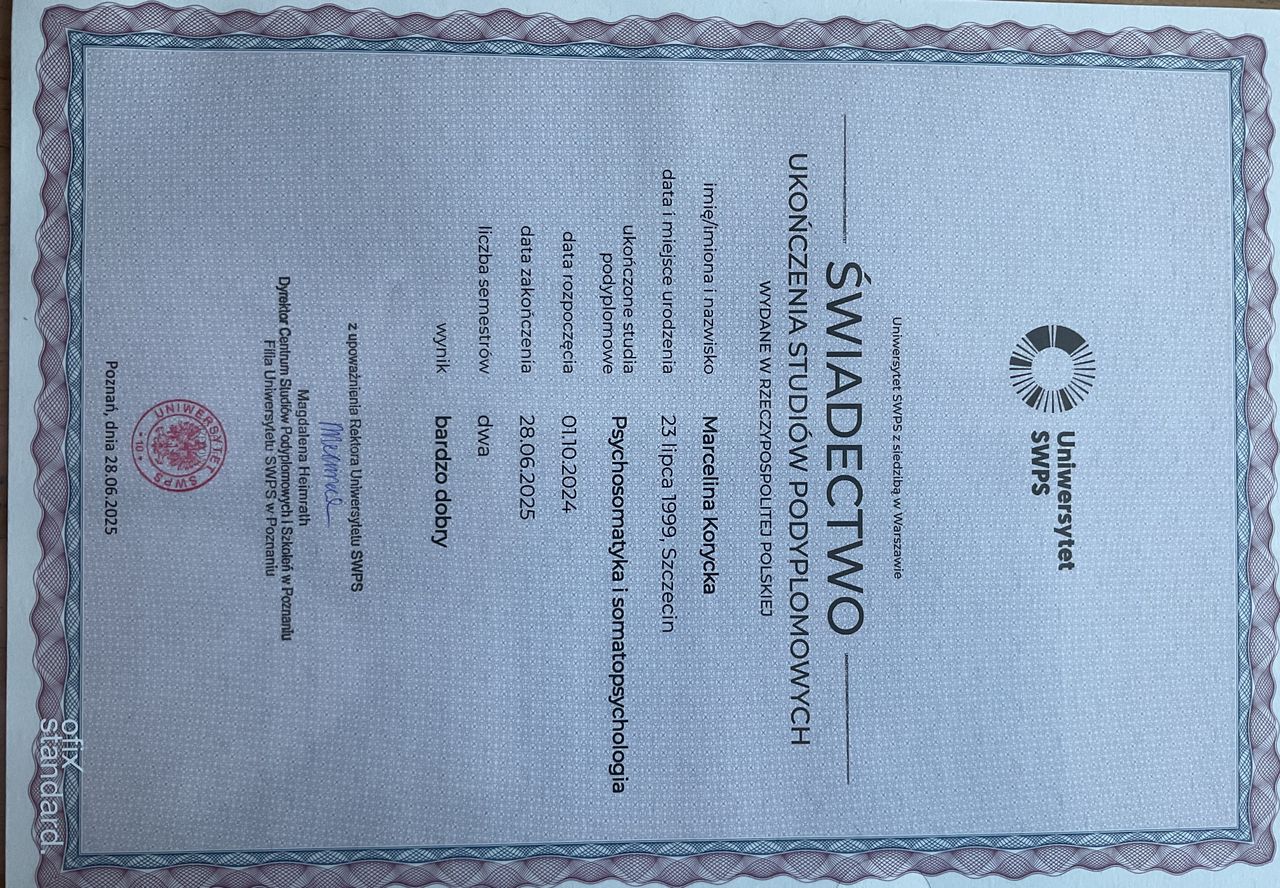 Uniwersytet
SWPS
Uniwersytet SWPS z siedzibą w Warszawie
ŚWIADECTWO
UKOŃCZENIA STUDIÓW PODYPLOMOWYCH
WYDANE W RZECZYPOSPOLITEJ POLSKIEJ
imię/imiona i nazwisko Marcelina Korycka
data i miejsce urodzenia 23 lipca 1999, Szczecin
ukończone studia
podyplomowe Psychosomatyka i somatopsychologia
data rozpoczęcia 01.10.2024
data zakończenia 28.06.2025
liczba semestrów dwa
wynik bardzo dobry
z upoważnienia Rektora Uniwersytetu SWPS
Magdalena Heimrath
Dyrektor Centrum Studiów Podyplomowych i Szkoleń w Poznaniu
Filia Uniwersytetu SWPS w Poznaniu
UNIWERSYTET SWPS
* 10 *
Poznań, dnia 28.06.2025
ofix
standard